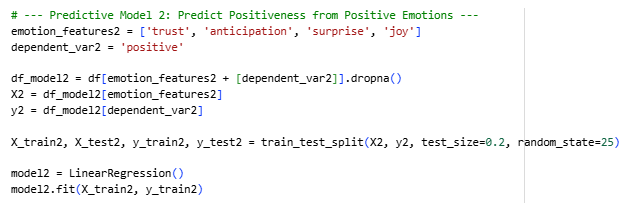 # --- Predictive Model 2: Predict Positiveness from Positive Emotions ---
emotion_features2 = ['trust', 'anticipation', 'surprise', 'joy']
dependent_var2 = 'positive'
df_model2 = df[emotion_features2 + [dependent_var2]].dropna()
X2 = df_model2[emotion_features2]
y2 = df_model2[dependent_var2]
X_train2, X_test2, y_train2, y_test2 = train_test_split(X2, y2, test_size=0.2, random_state=25)
model2 = LinearRegression()
model2.fit(X_train2, y_train2)